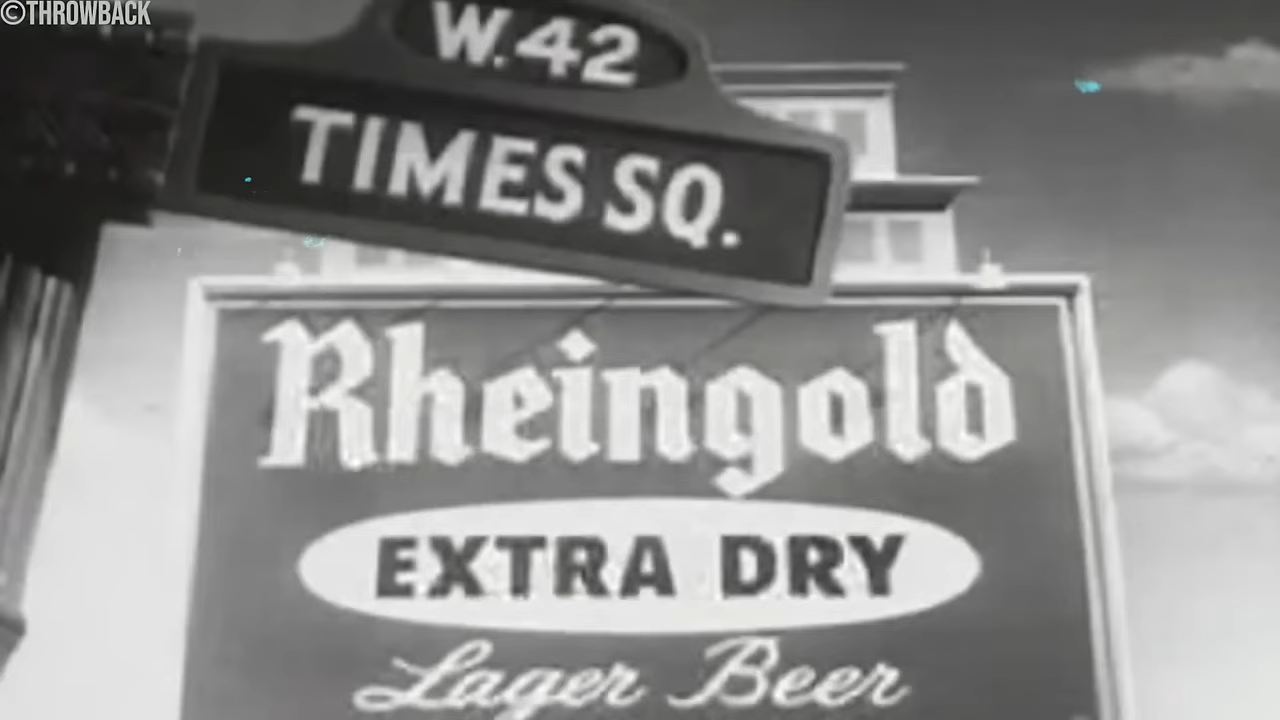 ©THROWBACK
W. 42
TIMES SQ.
Rheingold
EXTRA DRY
Lager Beer